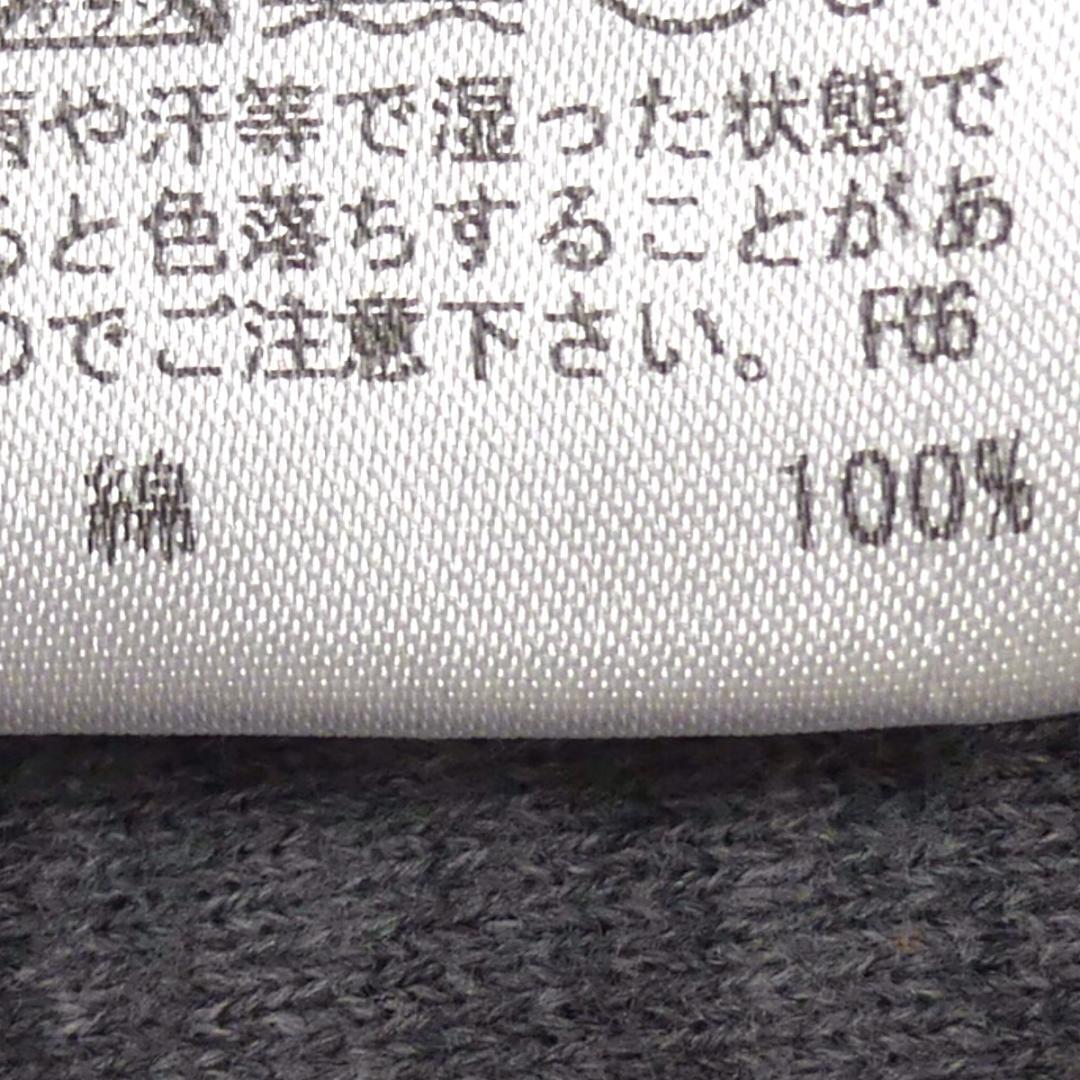 や汗等で湿った状態で
と色落ちすることがあ
でご注意下さい。 F66
綿 100%